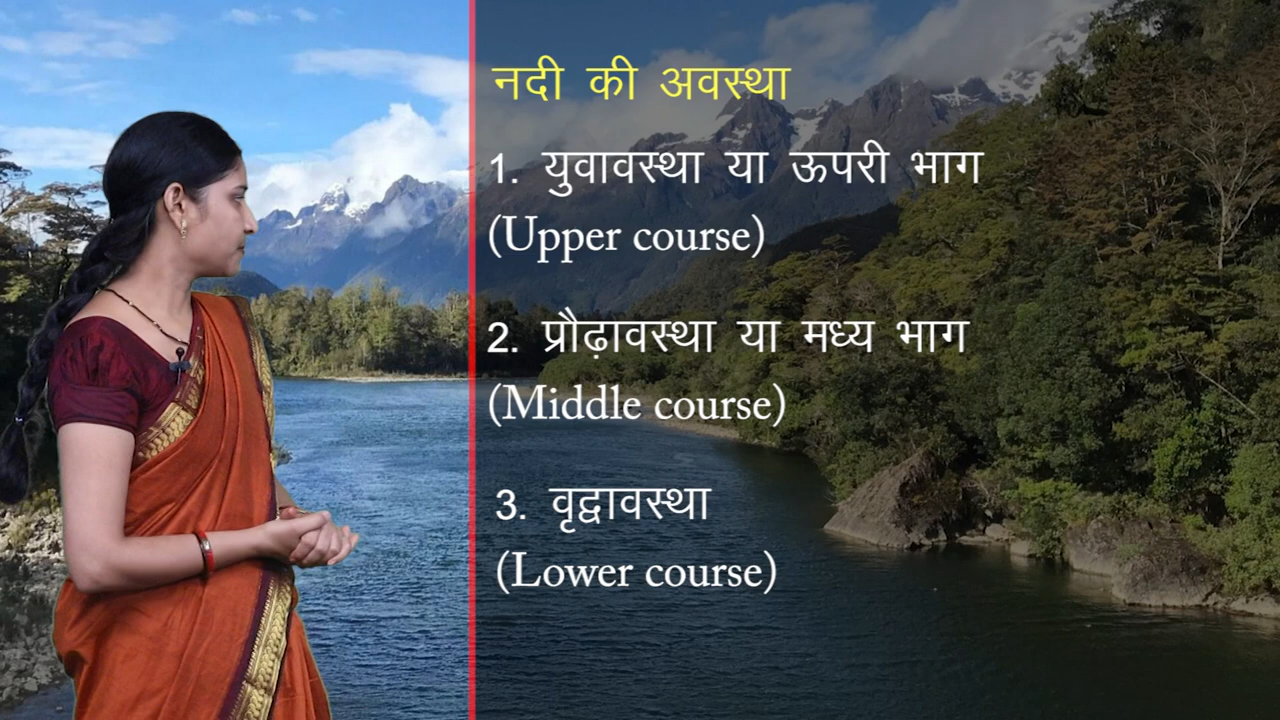 नदी की अवस्था
1. युवावस्था या ऊपरी भाग
(Upper course)
2. प्रौढ़ावस्था या मध्य भाग
(Middle course)
3. वृद्वावस्था
(Lower course)